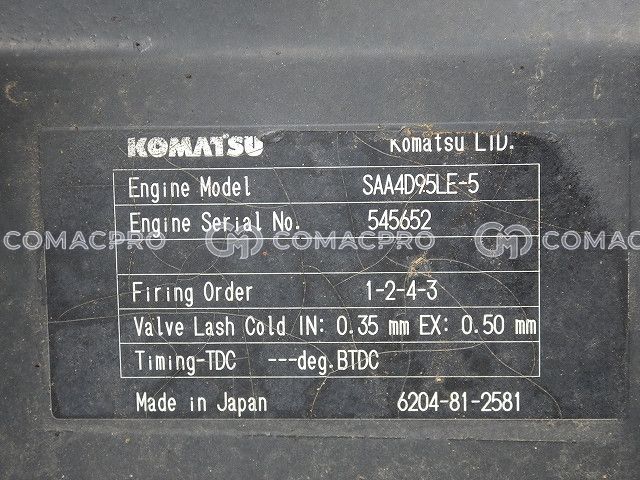 KOMATSU Komatsu LTD.
Engine Model SAA4D95LE-5
Engine Serial No. 545652
COMACPRO COMACPRO COMACPRO
Firing Order 1-2-4-3
Valve Lash Cold IN: 0.35 mm EX: 0.50 mm
Timing-TDC ---deg.BTDC
Made in Japan 6204-81-2581